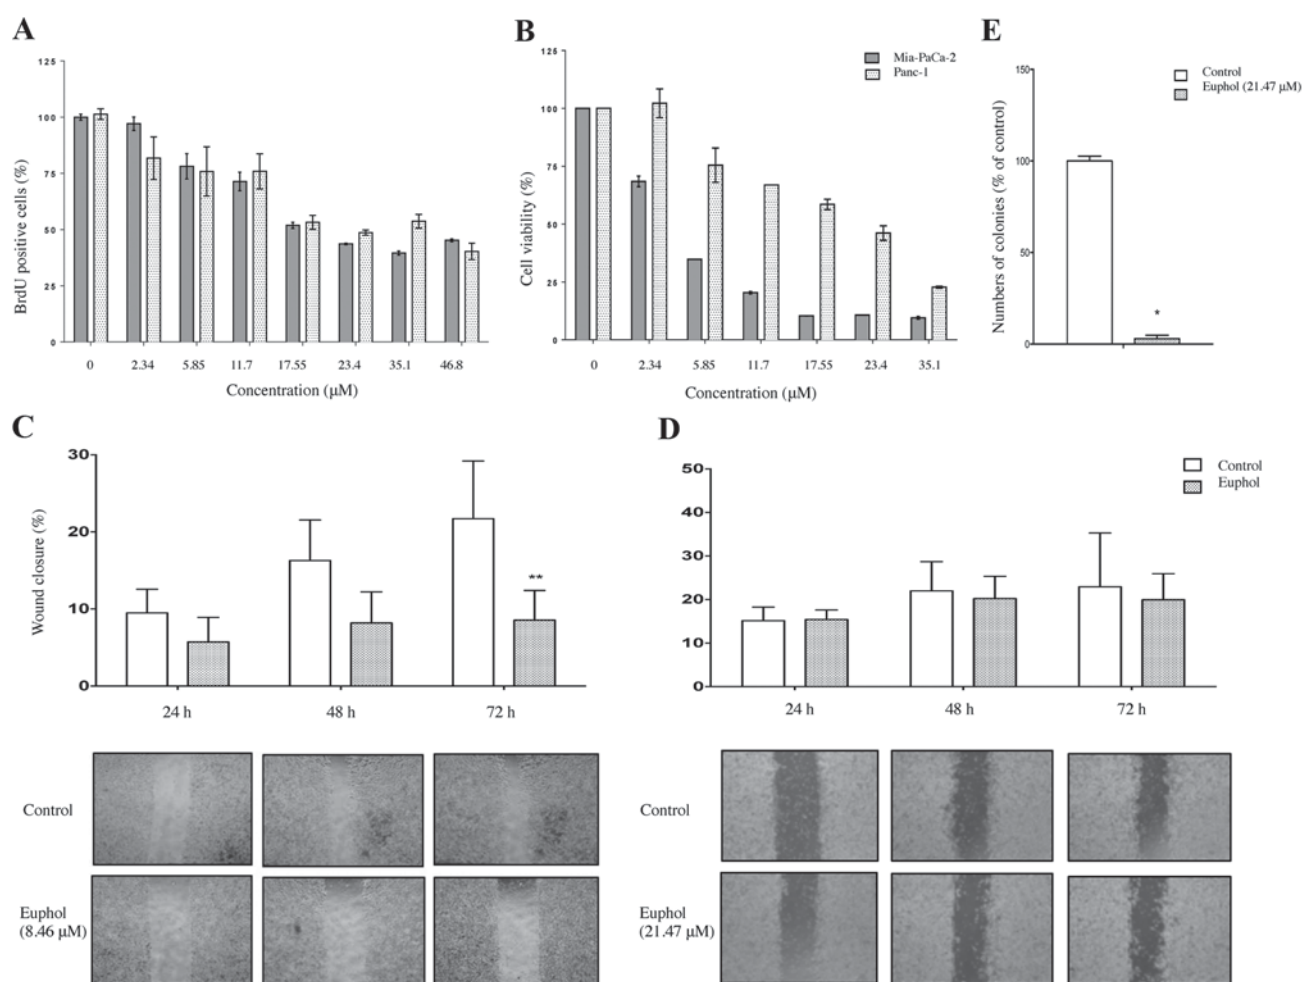 A
125
100
75
50
25
0
BrdU positive cells (%)
0 2.34 5.85 11.7 17.55 23.4 35.1 46.8
Concentration (μM)
B
125
100
75
50
25
0
Cell viability (%)
Mia-PaCa-2
Panc-1
0 2.34 5.85 11.7 17.55 23.4 35.1
Concentration (μM)
E
150
100
50
0
Numbers of colonies (% of control)
Control
Euphol (21.47 μM)
*
C
30
20
10
0
Wound closure (%)
**
24 h 48 h 72 h
Control
Euphol
(8.46 μM)
D
50
40
30
20
10
0
Control
Euphol
24 h 48 h 72 h
Control
Euphol
(21.47 μM)